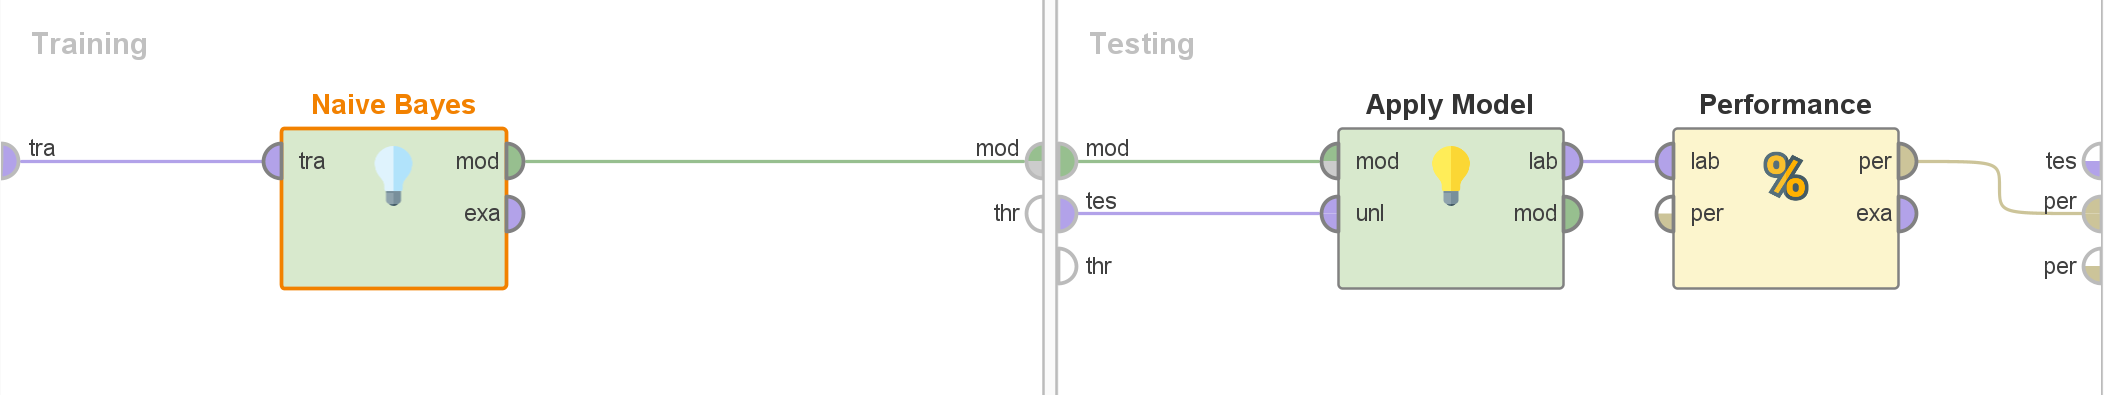 Training
Testing
Naive Bayes
Apply Model
Performance
tra
tra
mod
exa
mod
thr
mod
tes
thr
mod
unl
lab
mod
lab
per
%
per
exa
tes
per
per